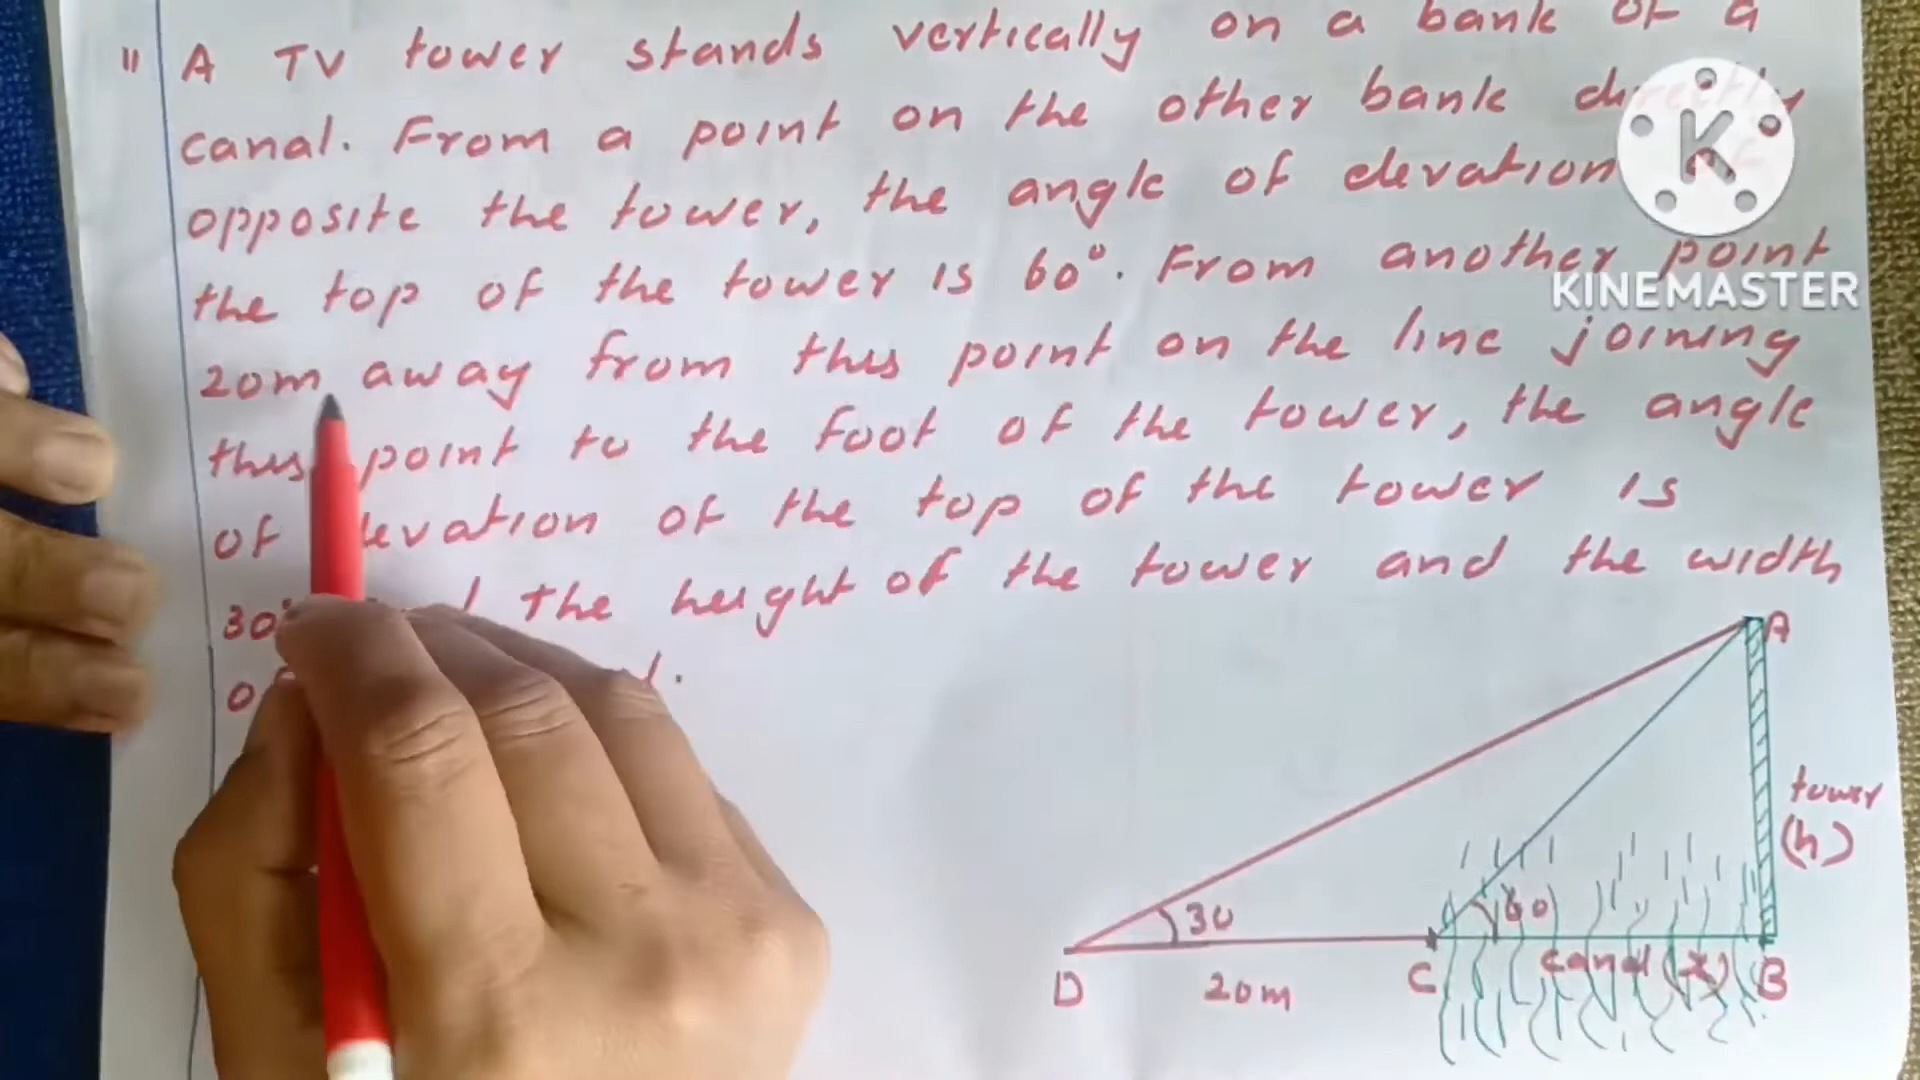 11 A TV tower stands vertically on a bank of a
canal. From a point on the other bank directly
opposite the tower, the angle of elevation of
the top of the tower is 60°. From another point
20m away from this point on the line joining
this point to the foot of the tower, the angle
of elevation of the top of the tower is
30° the height of the tower and the width
A
tower
(h)
30
60
D
20m
C
canal (x)
B
K
KINEMASTER